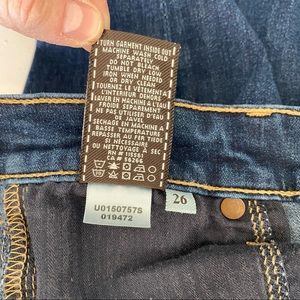 TURN GARMENT INSIDE OUT
MACHINE WASH COLD
SEPARATELY
DO NOT BLEACH
TUMBLE DRY LOW
IRON WHEN NEEDED
OR DRY CLEAN
TOURNEZ LE VÊTEMENT
À L'INTÉRIEUR DEHORS
LAVER EN MACHINE À L'EAU
FROIDE SÉPARÉMENT
N'UTILISER PAS D'EAU
DE JAVEL
SÉCHER EN MACHINE À
BASSE TEMPÉRATURE
REPASSER AU FER
SI NÉCESSAIRE
OU NETTOYAGE À SEC
U0150757S
019472
26